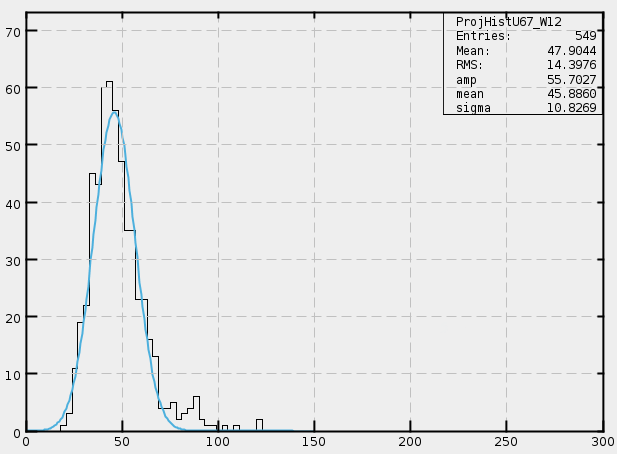 ProjHistU67_W12
Entries: 549
Mean: 47.9044
RMS: 14.3976
amp 55.7027
mean 45.8860
sigma 10.8269
70
60
50
40
30
20
10
0
0 50 100 150 200 250 300